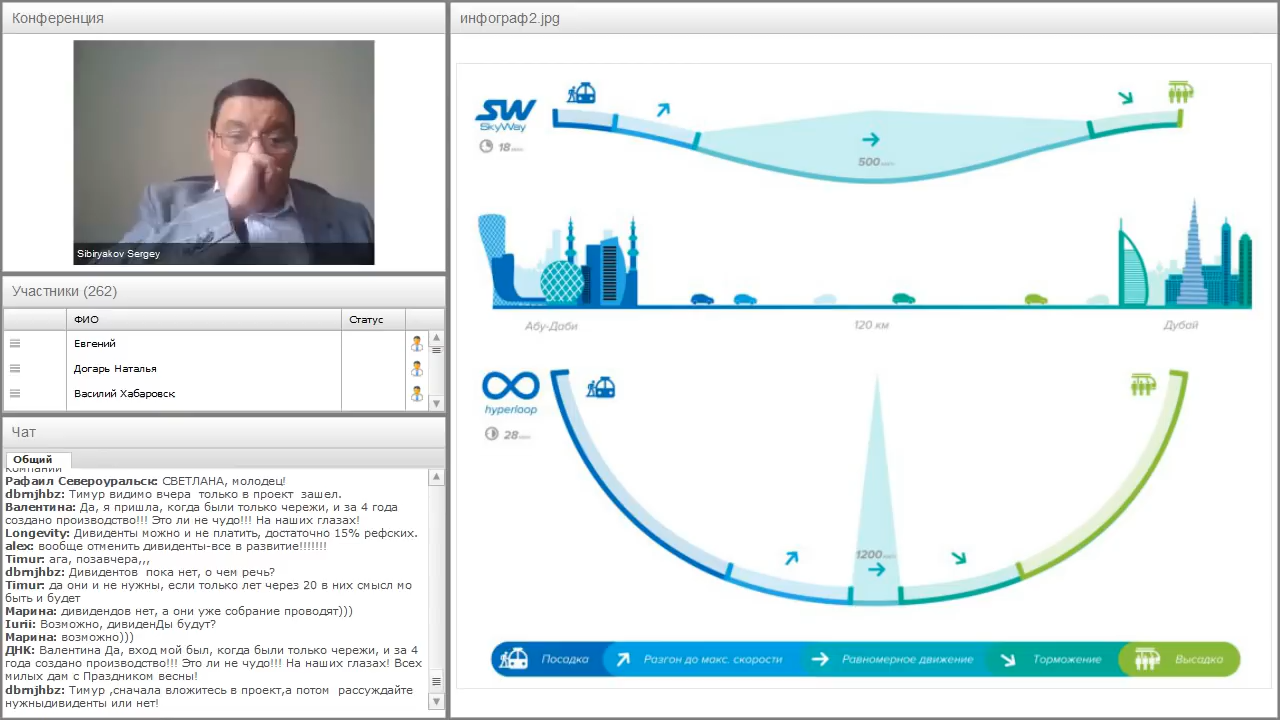 Конференция
Sibiryakov Sergey
Участники (262)
ФИО
Статус
Евгений
Догарь Наталья
Василий Хабаровск
Чат
Общий
компании
Рафаил Североуральск: СВЕТЛАНА, молодец!
dbrnjhbz: Тимур видимо вчера только в проект зашел.
Валентина: Да, я пришла, когда были только чережи, и за 4 года
создано производство!!! Это ли не чудо!!! На наших глазах!
Longevity: Дивиденты можно и не платить, достаточно 15% рефских.
alex: вообще отменить дивиденты-все в развитие!!!!!!!
Timur: ага, позавчера,,,
dbrnjhbz: Дивидентов пока нет, о чем речь?
Timur: да они и не нужны, если только лет через 20 в них смысл мо
быть и будет
Марина: дивидендов нет, а они уже собрание проводят)))
Iurii: Возможно, дивиденДы будут?
Марина: возможно)))
ДНК: Валентина Да, вход мой был, когда были только чережи, и за 4
года создано производство!!! Это ли не чудо!!! На наших глазах! Всех
милых дам с Праздником весны!
dbrnjhbz: Тимур ,сначала вложитесь в проект,а потом рассуждайте
нужныдивиденты или нет!
инфограф2.jpg
SW
SkyWay
18 мин.
500 км/ч
Абу-Даби
120 км
Дубай
hyperloop
28 мин.
1200 км/ч
Посадка
Разгон до макс. скорости
Равномерное движение
Торможение
Высадка